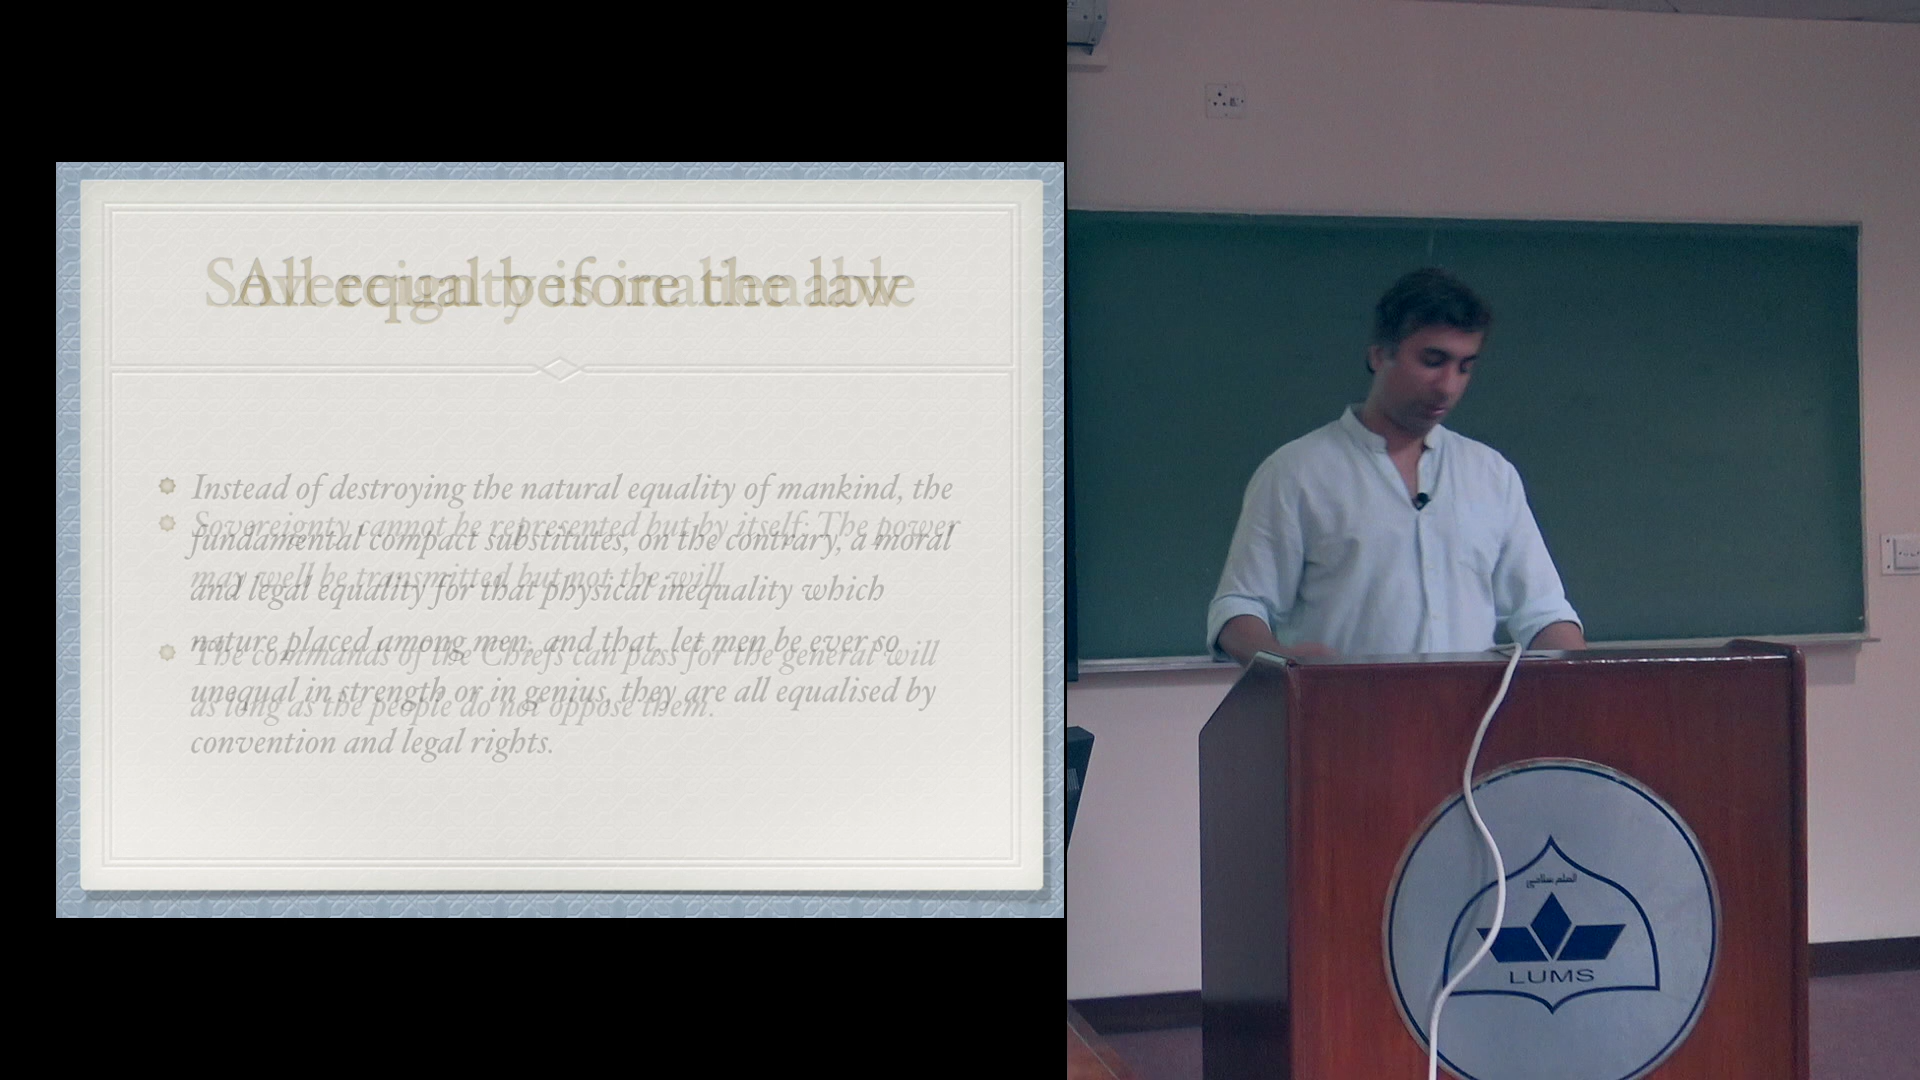 All equal before the law
Sovereignty is inalienable
Instead of destroying the natural equality of mankind, the
fundamental compact substitutes, on the contrary, a moral
and legal equality for that physical inequality which
nature placed among men; and that, let men be ever so
unequal in strength or in genius, they are all equalised by
convention and legal rights.
Sovereignty cannot be represented but by itself: The power
may well be transmitted but not the will.
The commands of the Chiefs can pass for the general will
as long as the people do not oppose them.
LUMS